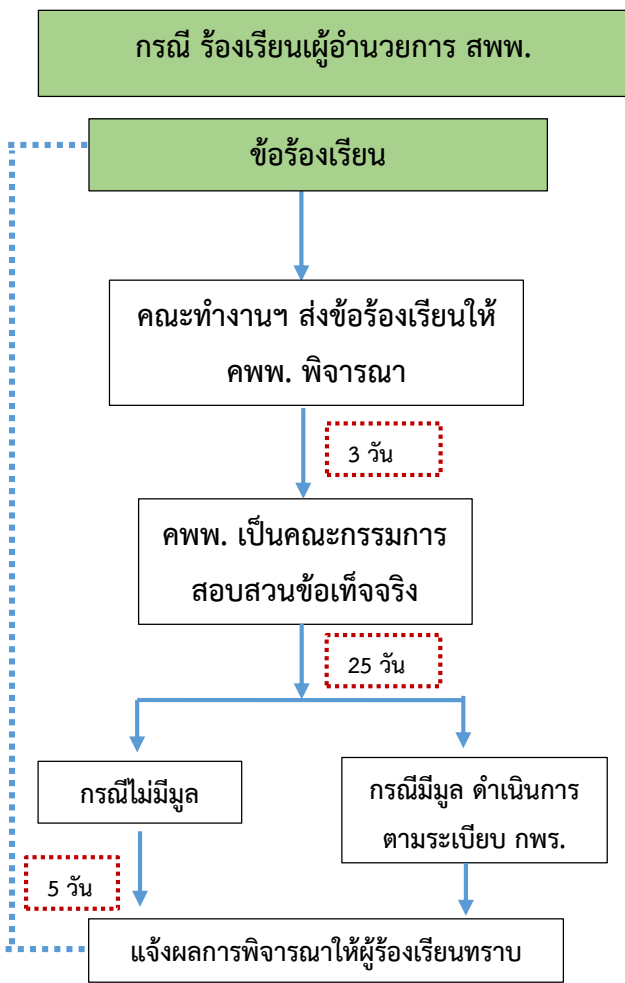 กรณี ร้องเรียนเผู้อำนวยการ สพพ.
ข้อร้องเรียน
คณะทำงานฯ ส่งข้อร้องเรียนให้
คพพ. พิจารณา
3 วัน
คพพ. เป็นคณะกรรมการ
สอบสวนข้อเท็จจริง
25 วัน
กรณีไม่มีมูล
กรณีมีมูล ดำเนินการ
ตามระเบียบ กพร.
5 วัน
แจ้งผลการพิจารณาให้ผู้ร้องเรียนทราบ